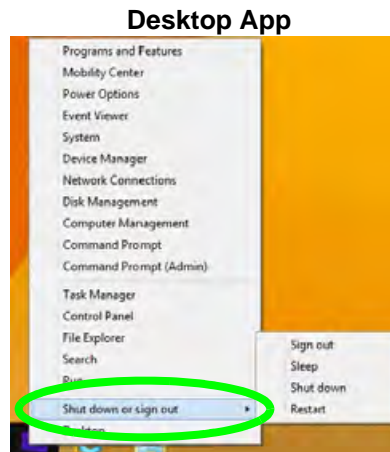 Desktop App
Programs and Features
Mobility Center
Power Options
Event Viewer
System
Device Manager
Network Connections
Disk Management
Computer Management
Command Prompt
Command Prompt (Admin)
Task Manager
Control Panel
File Explorer
Search
Run
Shut down or sign out
Desktop
Sign out
Sleep
Shut down
Restart